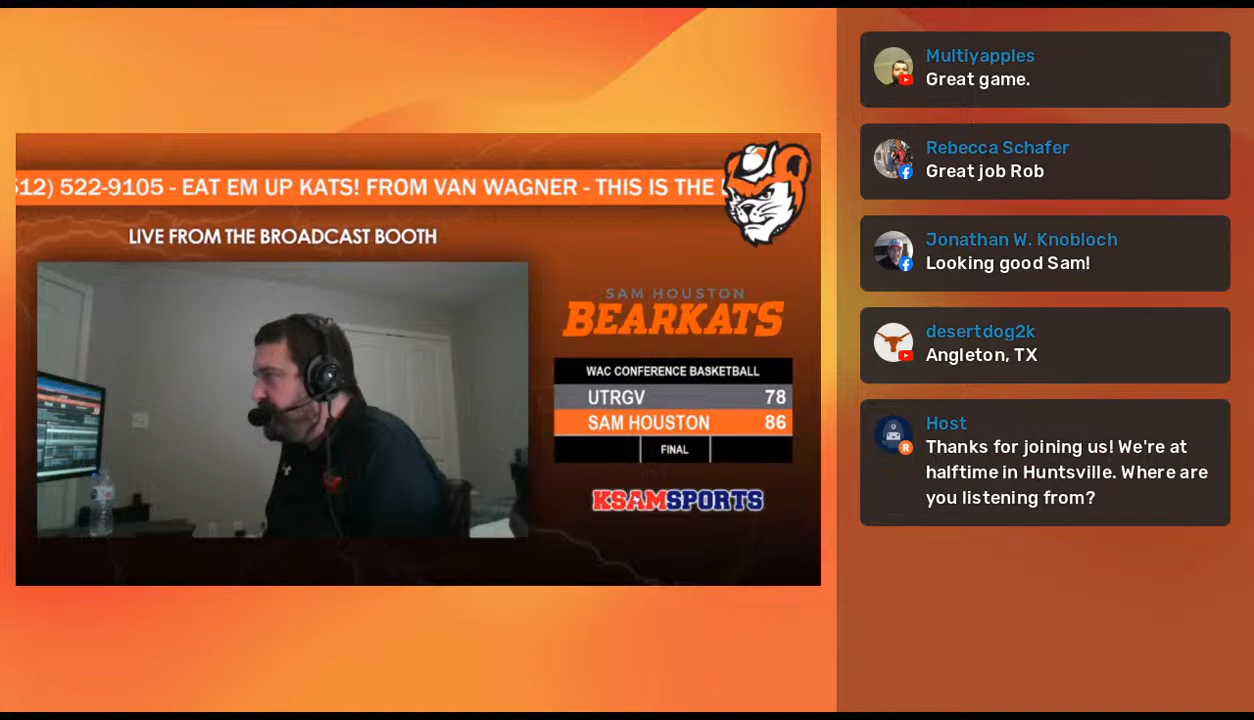 512) 522-9105 - EAT EM UP KATS! FROM VAN WAGNER - THIS IS THE
LIVE FROM THE BROADCAST BOOTH
SAM HOUSTON
BEARKATS
WAC CONFERENCE BASKETBALL
UTRGV 78
SAM HOUSTON 86
FINAL
KSAMSPORTS
Multiyapples
Great game.
Rebecca Schafer
Great job Rob
Jonathan W. Knobloch
Looking good Sam!
desertdog2k
Angleton, TX
Host
Thanks for joining us! We're at
halftime in Huntsville. Where are
you listening from?